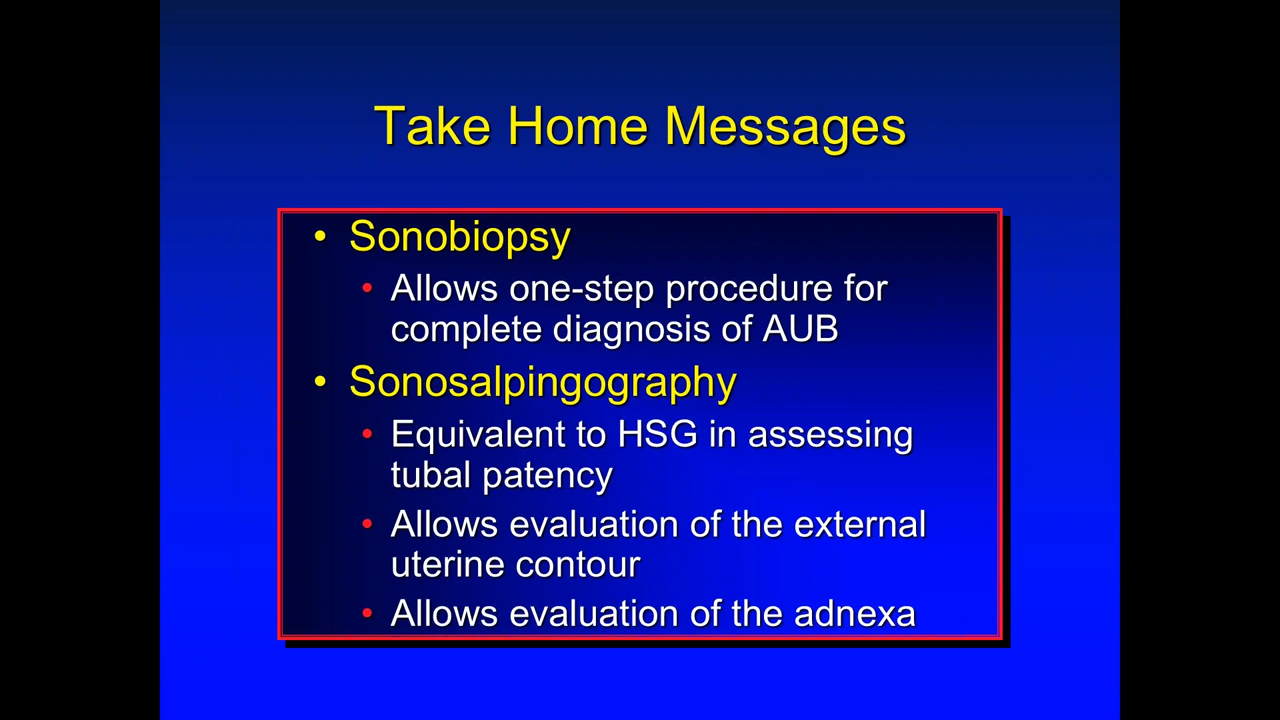 Take Home Messages
• Sonobiopsy
• Allows one-step procedure for
complete diagnosis of AUB
• Sonosalpingography
• Equivalent to HSG in assessing
tubal patency
• Allows evaluation of the external
uterine contour
• Allows evaluation of the adnexa